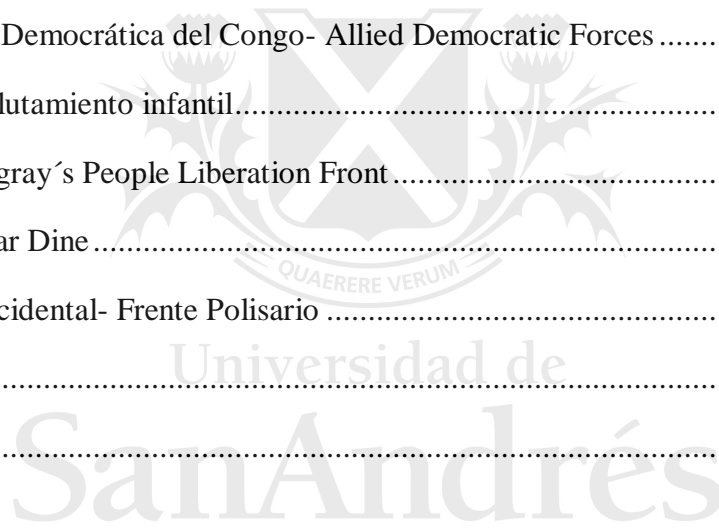 Democrática del Congo- Allied Democratic Forces .......
lutamiento infantil..........................................................
gray´s People Liberation Front.......................................
ar Dine............................................................................
QUAERERE VERUM
cidental- Frente Polisario ...............................................
Universidad de
........................................................................................
SanAndrés
........................................................................................